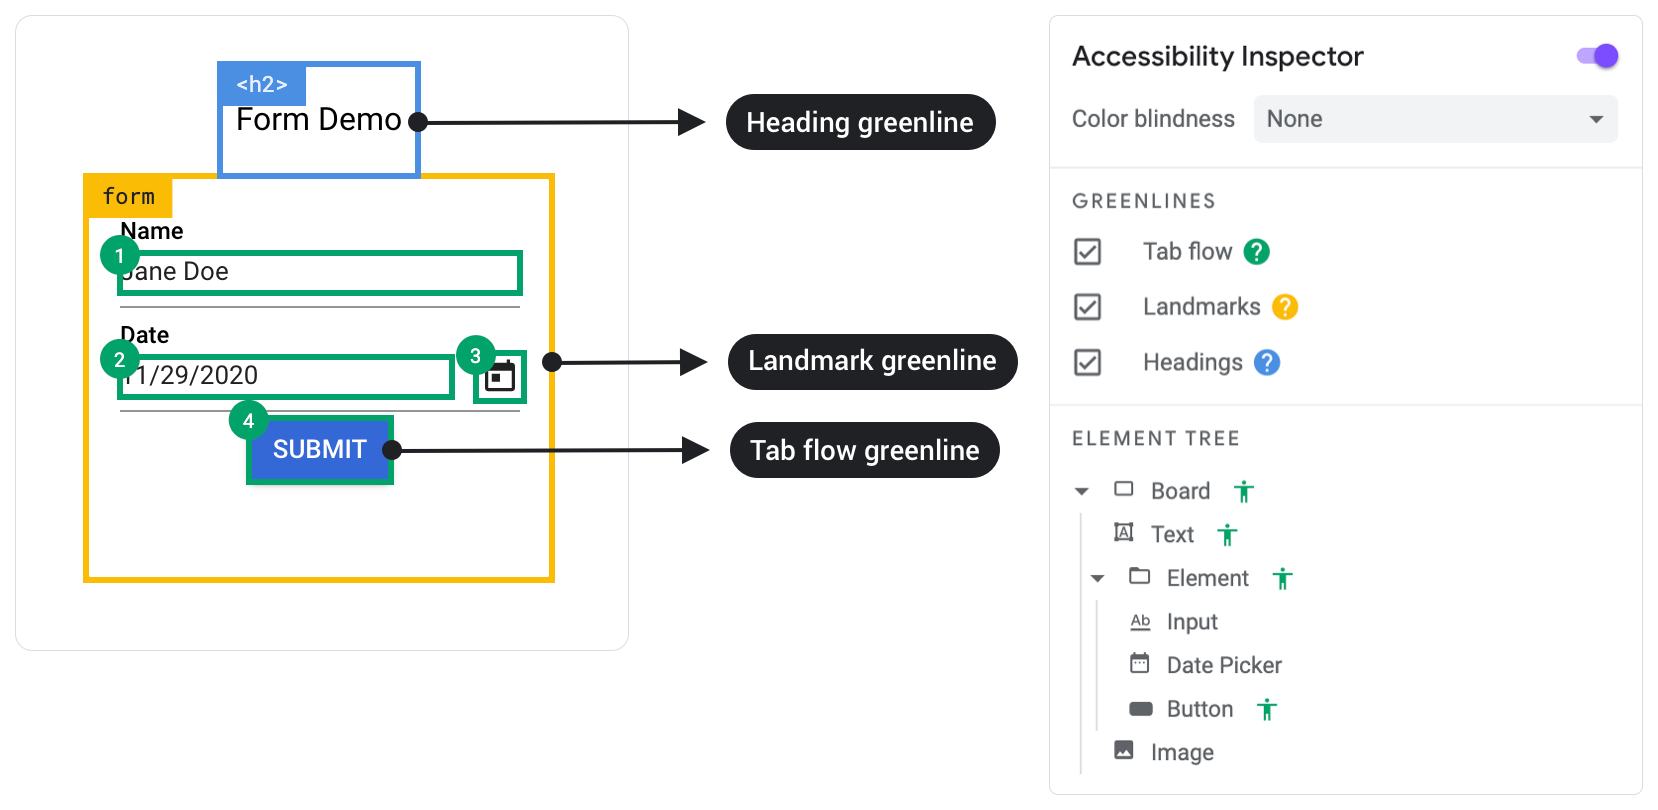 <h2>
Form Demo
Heading greenline
form
Name
1
Jane Doe
Date
2
11/29/2020
3
Landmark greenline
4
SUBMIT
Tab flow greenline
Accessibility Inspector
Color blindness
None
GREENLINES
Tab flow ?
Landmarks ?
Headings ?
ELEMENT TREE
Board
A Text
Element
Ab Input
Date Picker
Button
Image